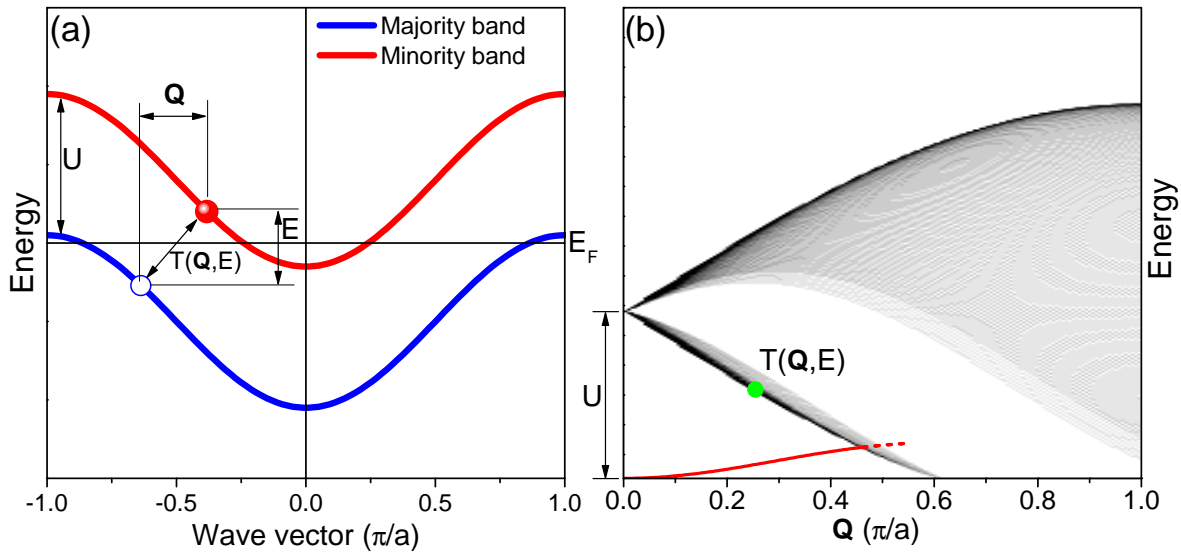 (a)
Majority band
Minority band
Q
U
E
T(Q,E)
E_F
Energy
-1.0 -0.5 0.0 0.5 1.0
Wave vector (π/a)
(b)
T(Q,E)
U
Energy
0.0 0.2 0.4 0.6 0.8 1.0
Q (π/a)